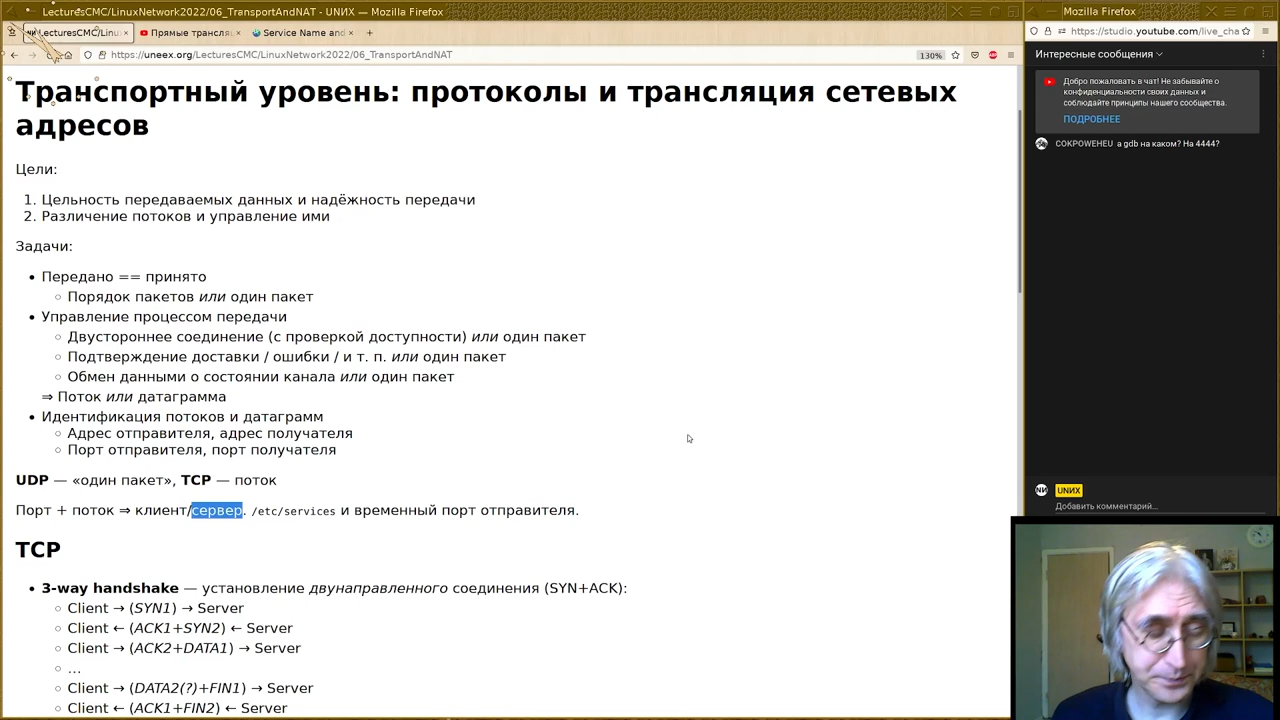 LecturesCMC/LinuxNetwork2022/06_TransportAndNAT - UNИX — Mozilla Firefox
Mozilla Firefox
LecturesCMC/Linu
Прямые трансляц
Service Name and
https://uneex.org/LecturesCMC/LinuxNetwork2022/06_TransportAndNAT
130%
https://studio.youtube.com/live_cha
Транспортный уровень: протоколы и трансляция сетевых
адресов
Цели:
1. Цельность передаваемых данных и надёжность передачи
2. Различение потоков и управление ими
Задачи:
• Передано == принято
◦ Порядок пакетов или один пакет
• Управление процессом передачи
◦ Двустороннее соединение (с проверкой доступности) или один пакет
◦ Подтверждение доставки / ошибки / и т. п. или один пакет
◦ Обмен данными о состоянии канала или один пакет
⇒ Поток или датаграмма
• Идентификация потоков и датаграмм
◦ Адрес отправителя, адрес получателя
◦ Порт отправителя, порт получателя
UDP — «один пакет», TCP — поток
Порт + поток ⇒ клиент/сервер. /etc/services и временный порт отправителя.
TCP
• 3-way handshake — установление двунаправленного соединения (SYN+ACK):
◦ Client → (SYN1) → Server
◦ Client ← (ACK1+SYN2) ← Server
◦ Client → (ACK2+DATA1) → Server
◦ …
◦ Client → (DATA2(?)+FIN1) → Server
◦ Client ← (ACK1+FIN2) ← Server
Интересные сообщения
Добро пожаловать в чат! Не забывайте о
конфиденциальности своих данных и
соблюдайте принципы нашего сообщества.
ПОДРОБНЕЕ
COKPOWEHEU а gdb на каком? На 4444?
UNИX
Добавить комментарий...